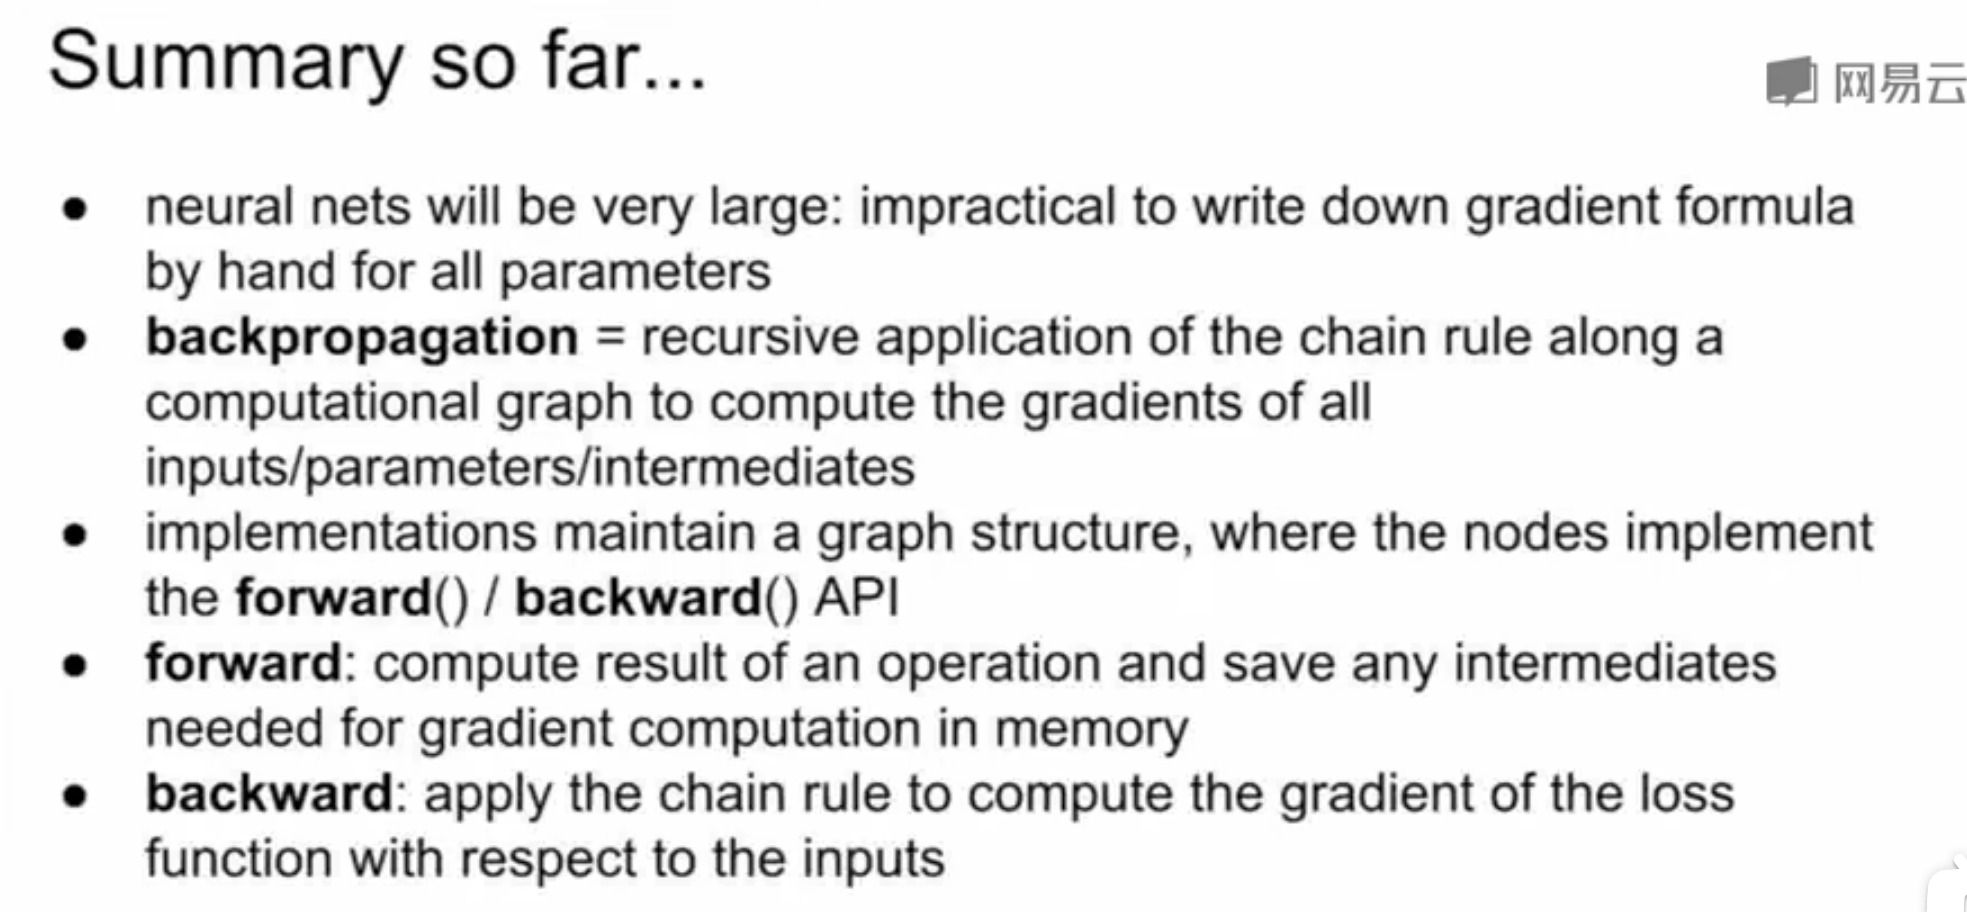 Summary so far...
网易云
● neural nets will be very large: impractical to write down gradient formula
by hand for all parameters
● backpropagation = recursive application of the chain rule along a
computational graph to compute the gradients of all
inputs/parameters/intermediates
● implementations maintain a graph structure, where the nodes implement
the forward() / backward() API
● forward: compute result of an operation and save any intermediates
needed for gradient computation in memory
● backward: apply the chain rule to compute the gradient of the loss
function with respect to the inputs